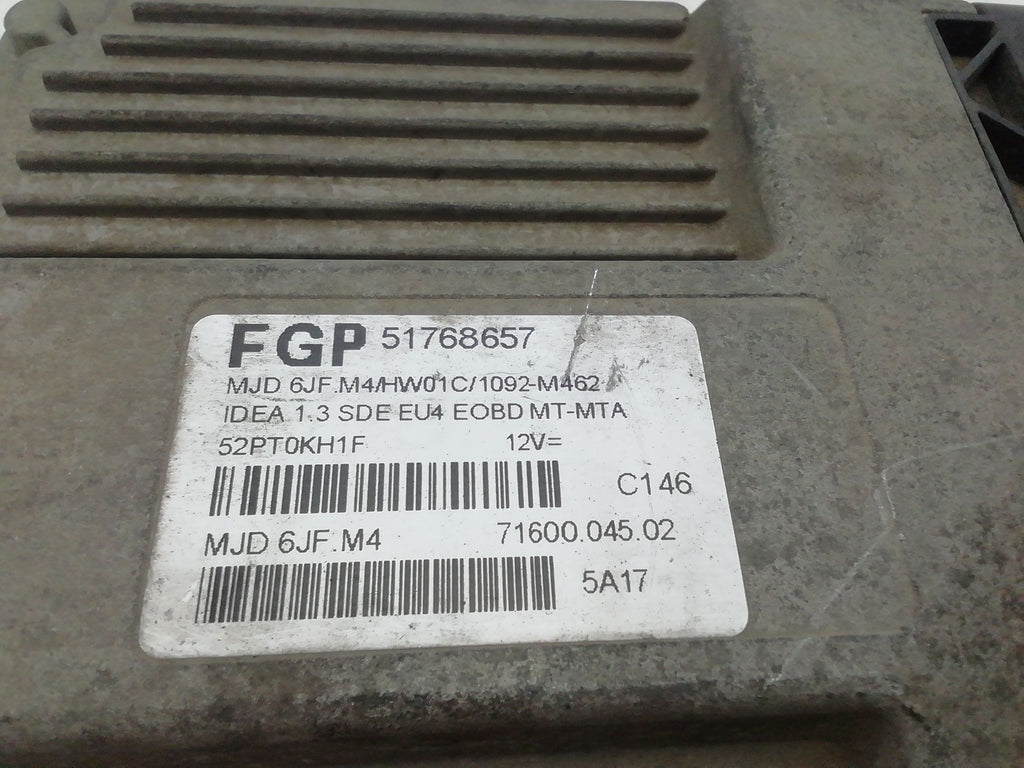 FGP 51768657
MJD 6JF.M4/HW01C/1092-M462
IDEA 1.3 SDE EU4 EOBD MT-MTA
52PT0KH1F 12V=
C146
MJD 6JF.M4 71600.045.02
5A17